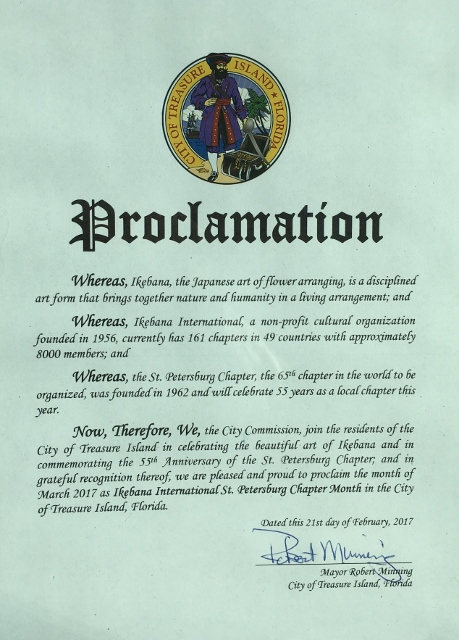 CITY OF TREASURE ISLAND ★ FLORIDA
Proclamation
Whereas, Ikebana, the Japanese art of flower arranging, is a disciplined
art form that brings together nature and humanity in a living arrangement; and
Whereas, Ikebana International, a non-profit cultural organization
founded in 1956, currently has 161 chapters in 49 countries with approximately
8000 members; and
Whereas, the St. Petersburg Chapter, the 65th chapter in the world to be
organized, was founded in 1962 and will celebrate 55 years as a local chapter this
year.
Now, Therefore, We, the City Commission, join the residents of the
City of Treasure Island in celebrating the beautiful art of Ikebana and in
commemorating the 55th Anniversary of the St. Petersburg Chapter; and in
grateful recognition thereof, we are pleased and proud to proclaim the month of
March 2017 as Ikebana International St. Petersburg Chapter Month in the City
of Treasure Island, Florida.
Dated this 21st day of February, 2017
Robert Minning
Mayor Robert Minning
City of Treasure Island, Florida